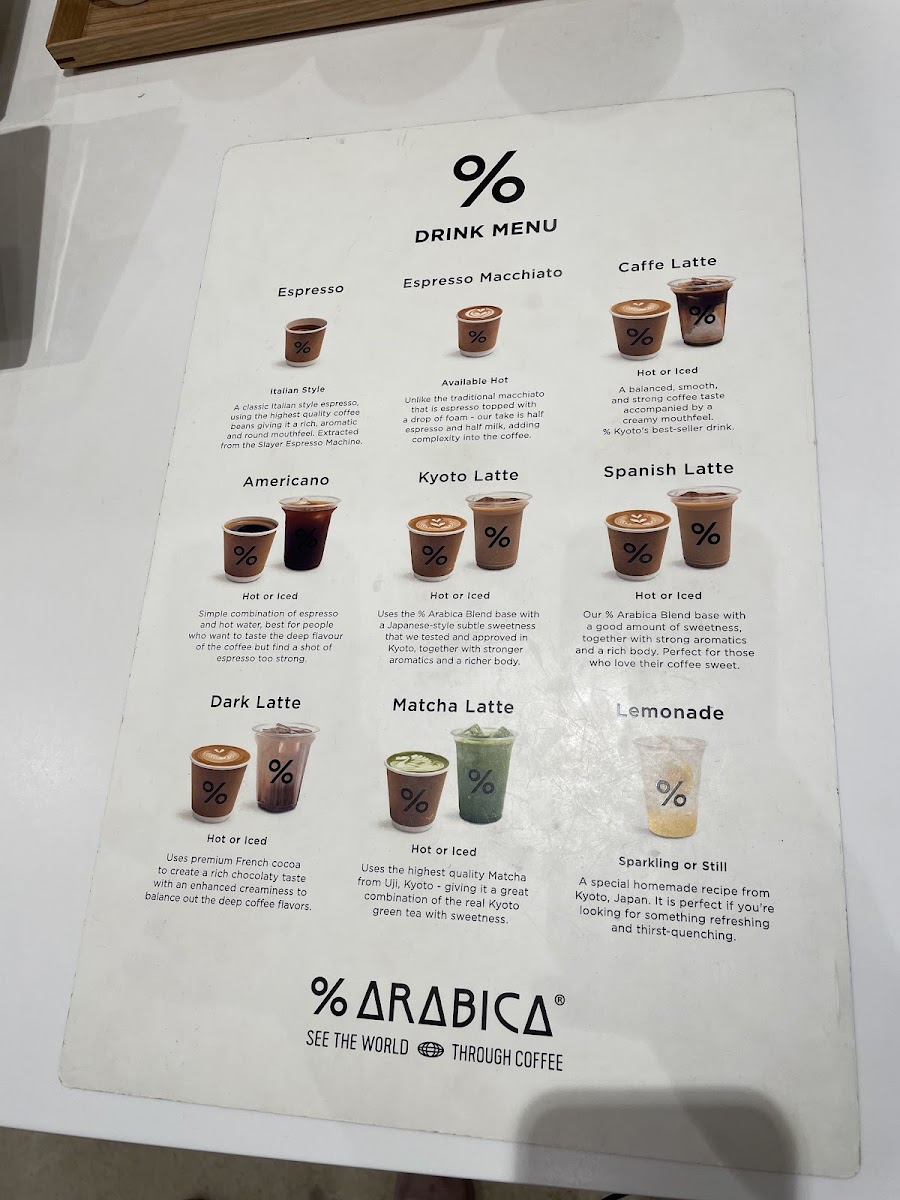 %
DRINK MENU
Espresso
Italian Style
A classic Italian style espresso,
using the highest quality coffee
beans giving it a rich, aromatic
and round mouthfeel. Extracted
from the Slayer Espresso Machine.
Espresso Macchiato
%
Available Hot
Unlike the traditional macchiato
that is espresso topped with
a drop of foam - our take is half
espresso and half milk, adding
complexity into the coffee.
Caffe Latte
% %
Hot or Iced
A balanced, smooth,
and strong coffee taste
accompanied by a
creamy mouthfeel.
% Kyoto's best-seller drink.
Americano
% %
Hot or Iced
Simple combination of espresso
and hot water, best for people
who want to taste the deep flavour
of the coffee but find a shot of
espresso too strong.
Kyoto Latte
% %
Hot or Iced
Uses the % Arabica Blend base with
a Japanese-style subtle sweetness
that we tested and approved in
Kyoto, together with stronger
aromatics and a richer body.
Spanish Latte
% %
Hot or Iced
Our % Arabica Blend base with
a good amount of sweetness,
together with strong aromatics
and a rich body. Perfect for those
who love their coffee sweet.
Dark Latte
% %
Hot or Iced
Uses premium French cocoa
to create a rich chocolaty taste
with an enhanced creaminess to
balance out the deep coffee flavors.
Matcha Latte
% %
Hot or Iced
Uses the highest quality Matcha
from Uji, Kyoto - giving it a great
combination of the real Kyoto
green tea with sweetness.
Lemonade
%
Sparkling or Still
A special homemade recipe from
Kyoto, Japan. It is perfect if you're
looking for something refreshing
and thirst-quenching.
% ARABICA®
SEE THE WORLD THROUGH COFFEE